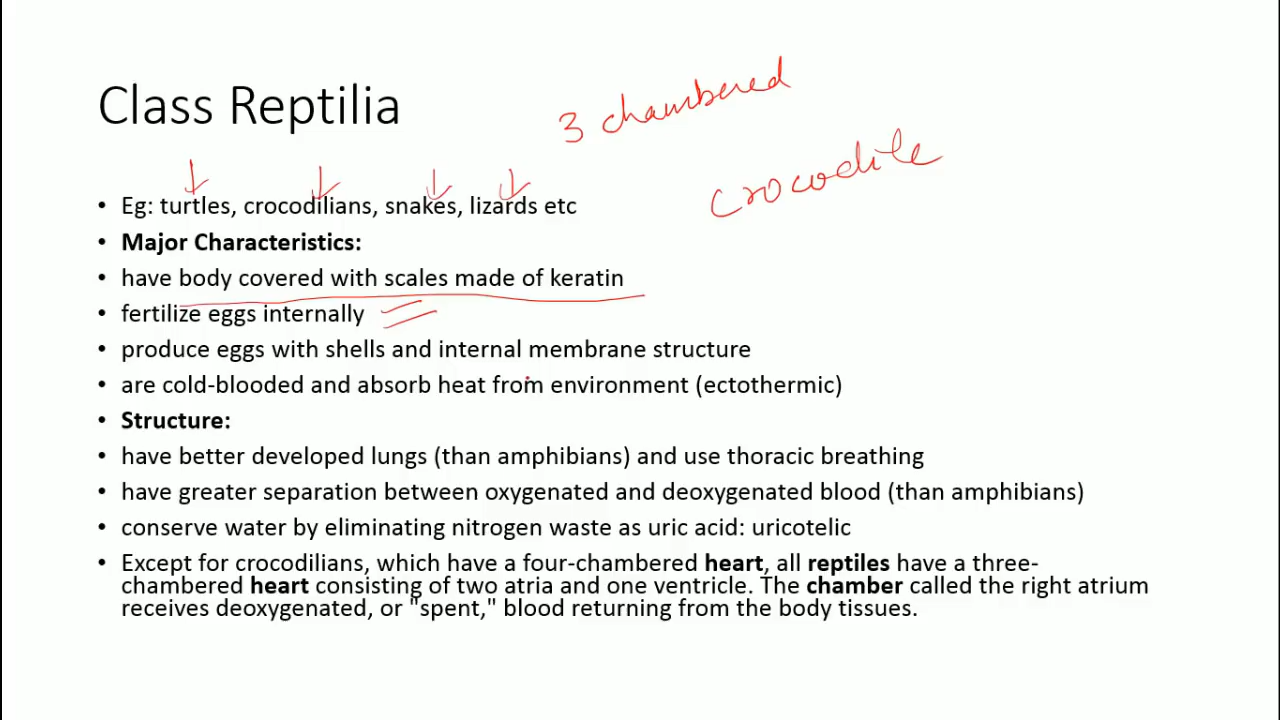 Class Reptilia
3 chambered
crocodile
• Eg: turtles, crocodilians, snakes, lizards etc
• Major Characteristics:
• have body covered with scales made of keratin
• fertilize eggs internally
• produce eggs with shells and internal membrane structure
• are cold-blooded and absorb heat from environment (ectothermic)
• Structure:
• have better developed lungs (than amphibians) and use thoracic breathing
• have greater separation between oxygenated and deoxygenated blood (than amphibians)
• conserve water by eliminating nitrogen waste as uric acid: uricotelic
• Except for crocodilians, which have a four-chambered heart, all reptiles have a three-
chambered heart consisting of two atria and one ventricle. The chamber called the right atrium
receives deoxygenated, or "spent," blood returning from the body tissues.